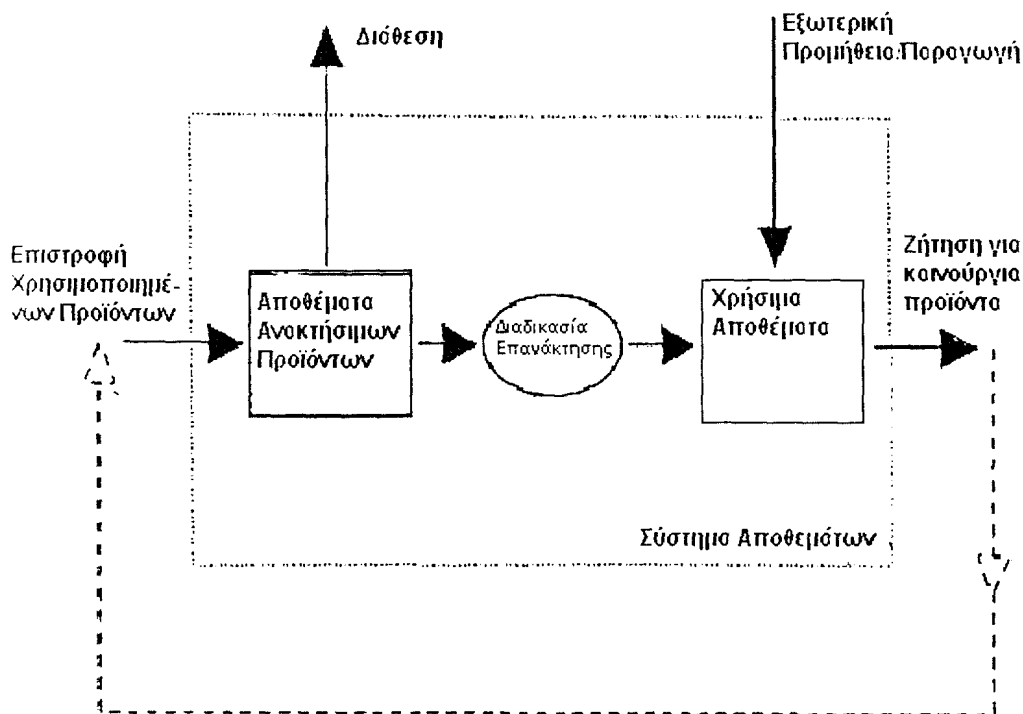 Διάθεση
Εξωτερική
Προμήθεια/Παραγωγή
Επιστροφή
Χρησιμοποιημέ-
νων Προϊόντων
Αποθέματα
Ανακτήσιμων
Προϊόντων
Διαδικασία
Επανάκτησης
Χρήσιμα
Αποθέματα
Ζήτηση για
καινούργια
προϊόντα
Σύστημα Αποθεμάτων